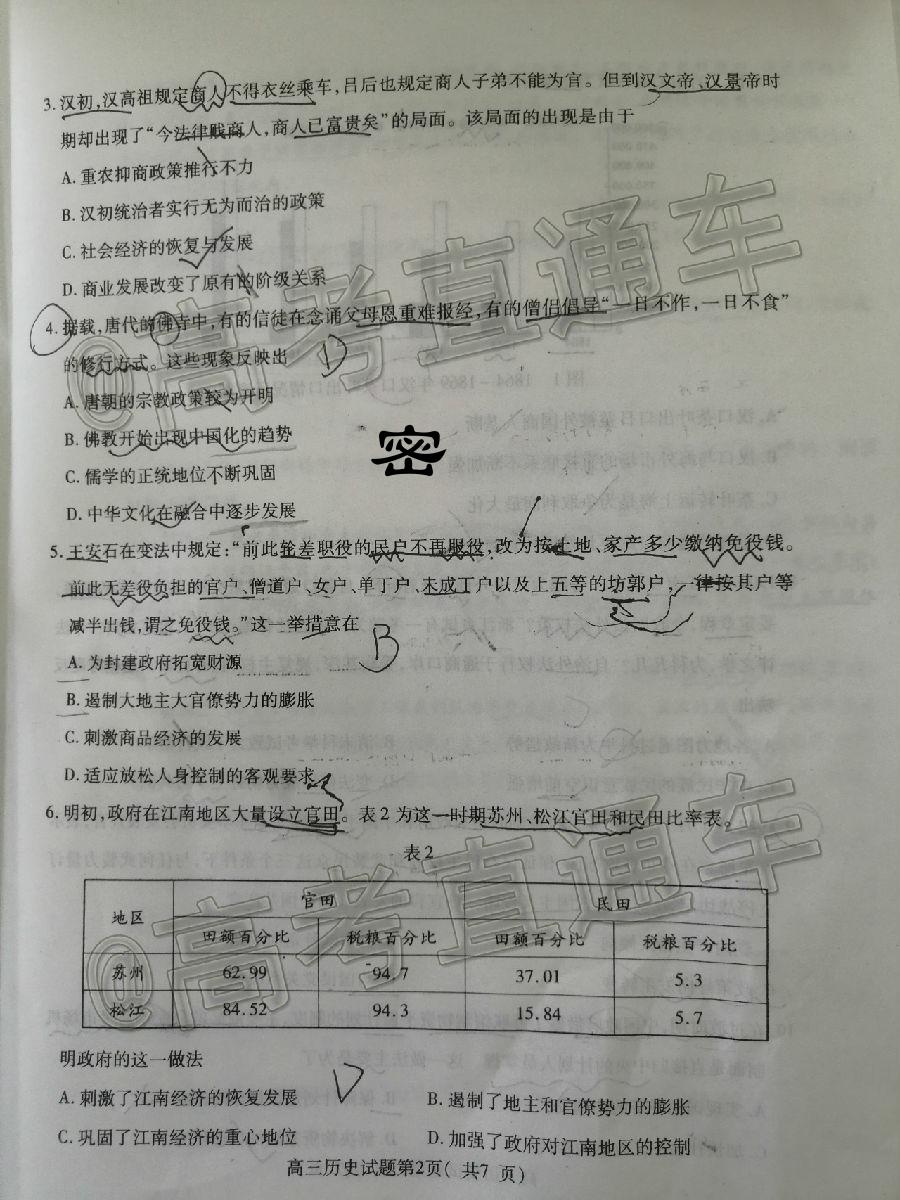 3.汉初,汉高祖规定商人不得衣丝乘车,吕后也规定商人子弟不能为官。但到汉文帝、汉景帝时
期却出现了“今法律贱商人,商人已富贵矣”的局面。该局面的出现是由于
A.重农抑商政策推行不力
B.汉初统治者实行无为而治的政策
C.社会经济的恢复与发展
D.商业发展改变了原有的阶级关系
4.据载,唐代的佛寺中,有的信徒在念诵父母恩重难报经,有的僧侣倡导“一日不作,一日不食”
的修行方式。这些现象反映出 D
A.唐朝的宗教政策较为开明
B.佛教开始出现中国化的趋势
密
C.儒学的正统地位不断巩固
D.中华文化在融合中逐步发展
5.王安石在变法中规定:“前此轮差职役的民户不再服役,改为按土地、家产多少缴纳免役钱。
前此无差役负担的官户、僧道户、女户、单丁户、未成丁户以及上五等的坊郭户,一律按其户等
减半出钱,谓之免役钱。”这一举措意在 B
A.为封建政府拓宽财源
B.遏制大地主大官僚势力的膨胀
C.刺激商品经济的发展
D.适应放松人身控制的客观要求
6.明初,政府在江南地区大量设立官田。表2为这一时期苏州、松江官田和民田比率表。
表2
地区 官田 民田
田额百分比 税粮百分比 田额百分比 税粮百分比
苏州 62.99 94.7 37.01 5.3
松江 84.52 94.3 15.84 5.7
明政府的这一做法 D
A.刺激了江南经济的恢复发展 B.遏制了地主和官僚势力的膨胀
C.巩固了江南经济的重心地位 D.加强了政府对江南地区的控制
高三历史试题第2页(共7 页)
@高考直通车
@高考直通车